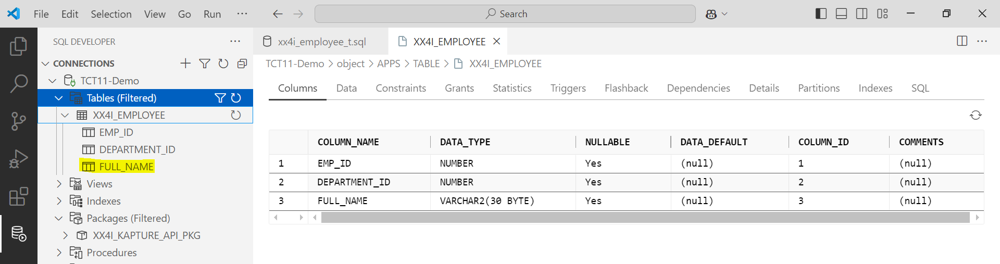 File Edit Selection View Go Run ··· Search
SQL DEVELOPER ···
CONNECTIONS
TCT11-Demo
Tables (Filtered)
XX4I_EMPLOYEE
EMP_ID
DEPARTMENT_ID
FULL_NAME
Views
Indexes
Packages (Filtered)
XX4I_KAPTURE_API_PKG
Procedures
xx4i_employee_t.sql XX4I_EMPLOYEE
TCT11-Demo > object > APPS > TABLE > XX4I_EMPLOYEE
Columns Data Constraints Grants Statistics Triggers Flashback Dependencies Details Partitions Indexes SQL
COLUMN_NAME DATA_TYPE NULLABLE DATA_DEFAULT COLUMN_ID COMMENTS
1 EMP_ID NUMBER Yes (null) 1 (null)
2 DEPARTMENT_ID NUMBER Yes (null) 2 (null)
3 FULL_NAME VARCHAR2(30 BYTE) Yes (null) 3 (null)